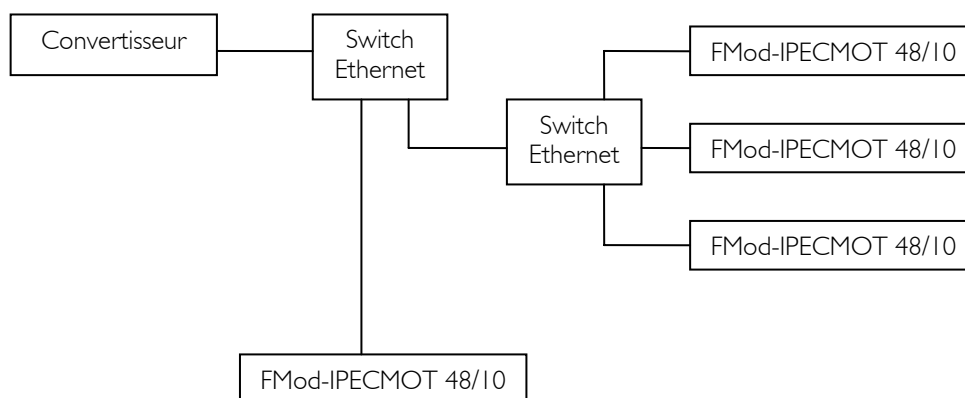 Convertisseur
Switch
Ethernet
FMod-IPECMOT 48/10
Switch
Ethernet
FMod-IPECMOT 48/10
FMod-IPECMOT 48/10
FMod-IPECMOT 48/10